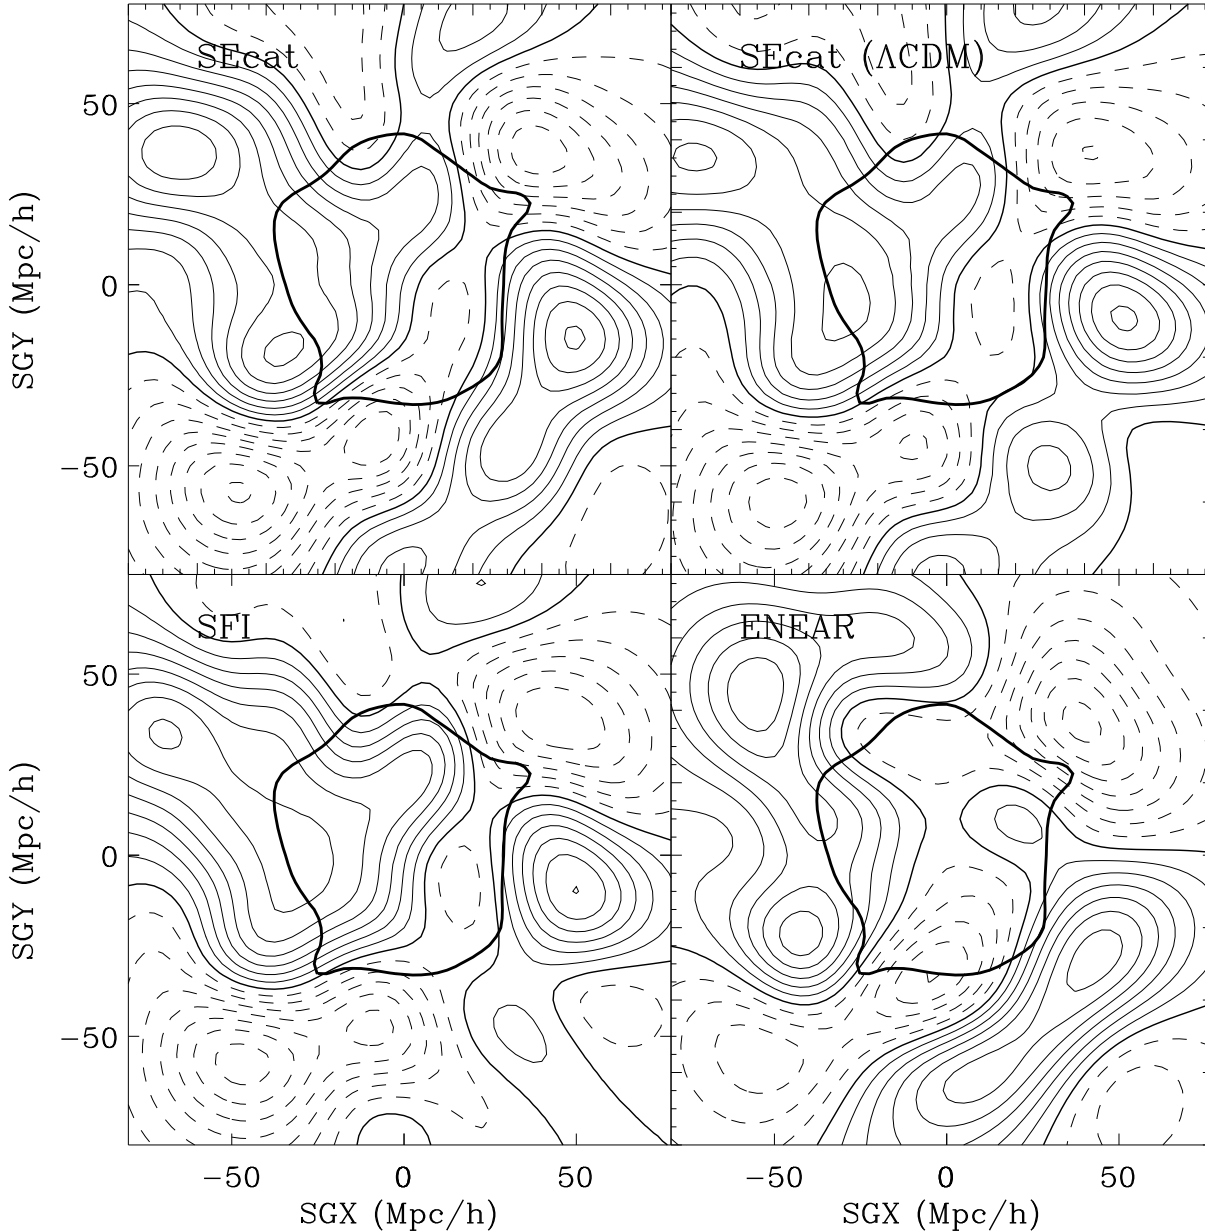 SEcat
SEcat (ΛCDM)
50
0
−50
SGY (Mpc/h)
SFI
ENEAR
50
0
−50
SGY (Mpc/h)
−50 0 50 −50 0 50
SGX (Mpc/h) SGX (Mpc/h)